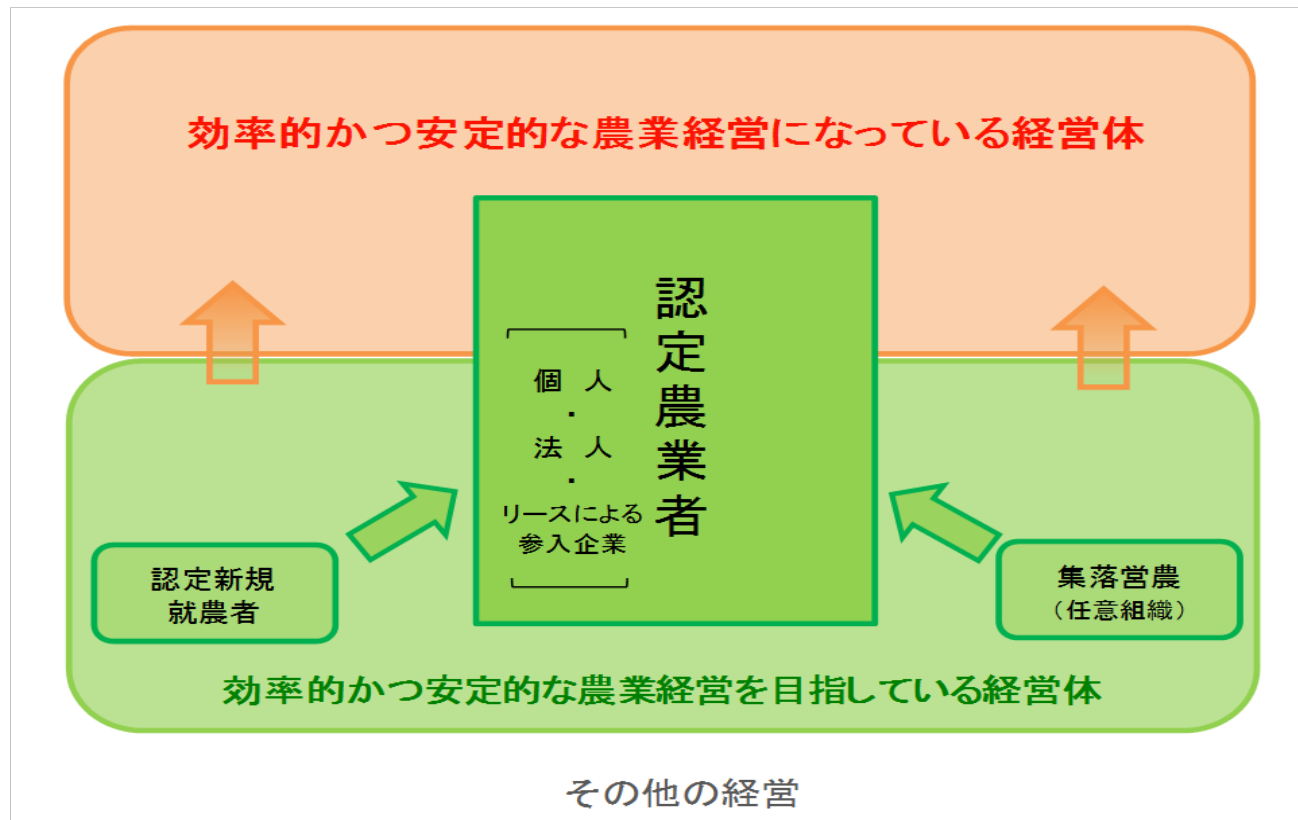 効率的かつ安定的な農業経営になっている経営体
認定農業者
個 人
・
法 人
・
リースによる
参入企業
認定新規
就農者
集落営農
（任意組織）
効率的かつ安定的な農業経営を目指している経営体
その他の経営